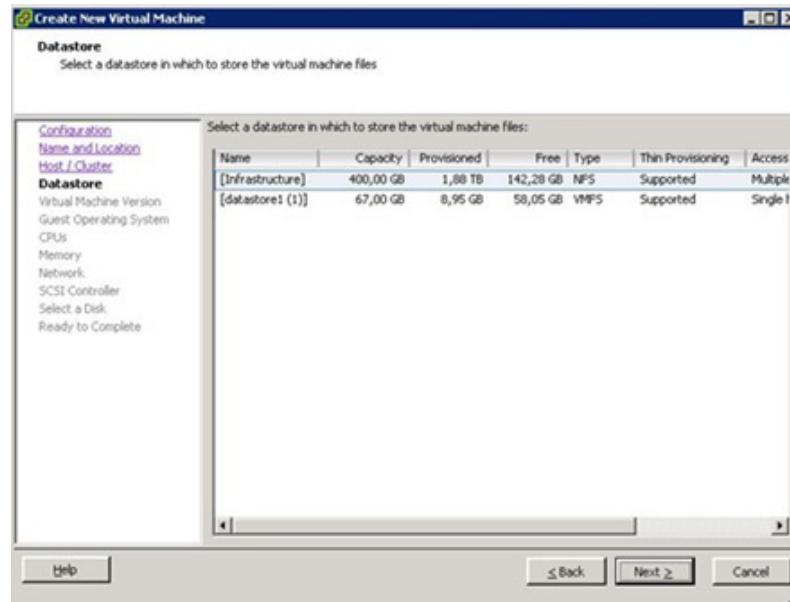 Create New Virtual Machine
Datastore
Select a datastore in which to store the virtual machine files
Configuration
Name and Location
Host / Cluster
Datastore
Virtual Machine Version
Guest Operating System
CPUs
Memory
Network
SCSI Controller
Select a Disk
Ready to Complete
Select a datastore in which to store the virtual machine files:
Name Capacity Provisioned Free Type Thin Provisioning Access
[Infrastructure] 400,00 GB 1,88 TB 142,28 GB NFS Supported Multiple
[datastore1 (1)] 67,00 GB 8,95 GB 58,05 GB VMFS Supported Single h
Help
≤ Back
Next ≥
Cancel